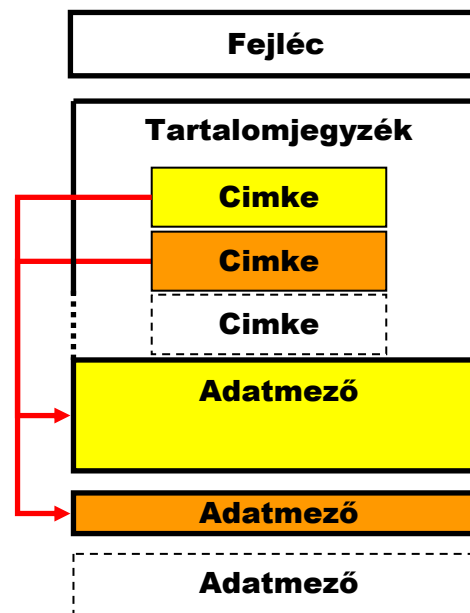 Fejléc
Tartalomjegyzék
Cimke
Cimke
Cimke
Adatmező
Adatmező
Adatmező